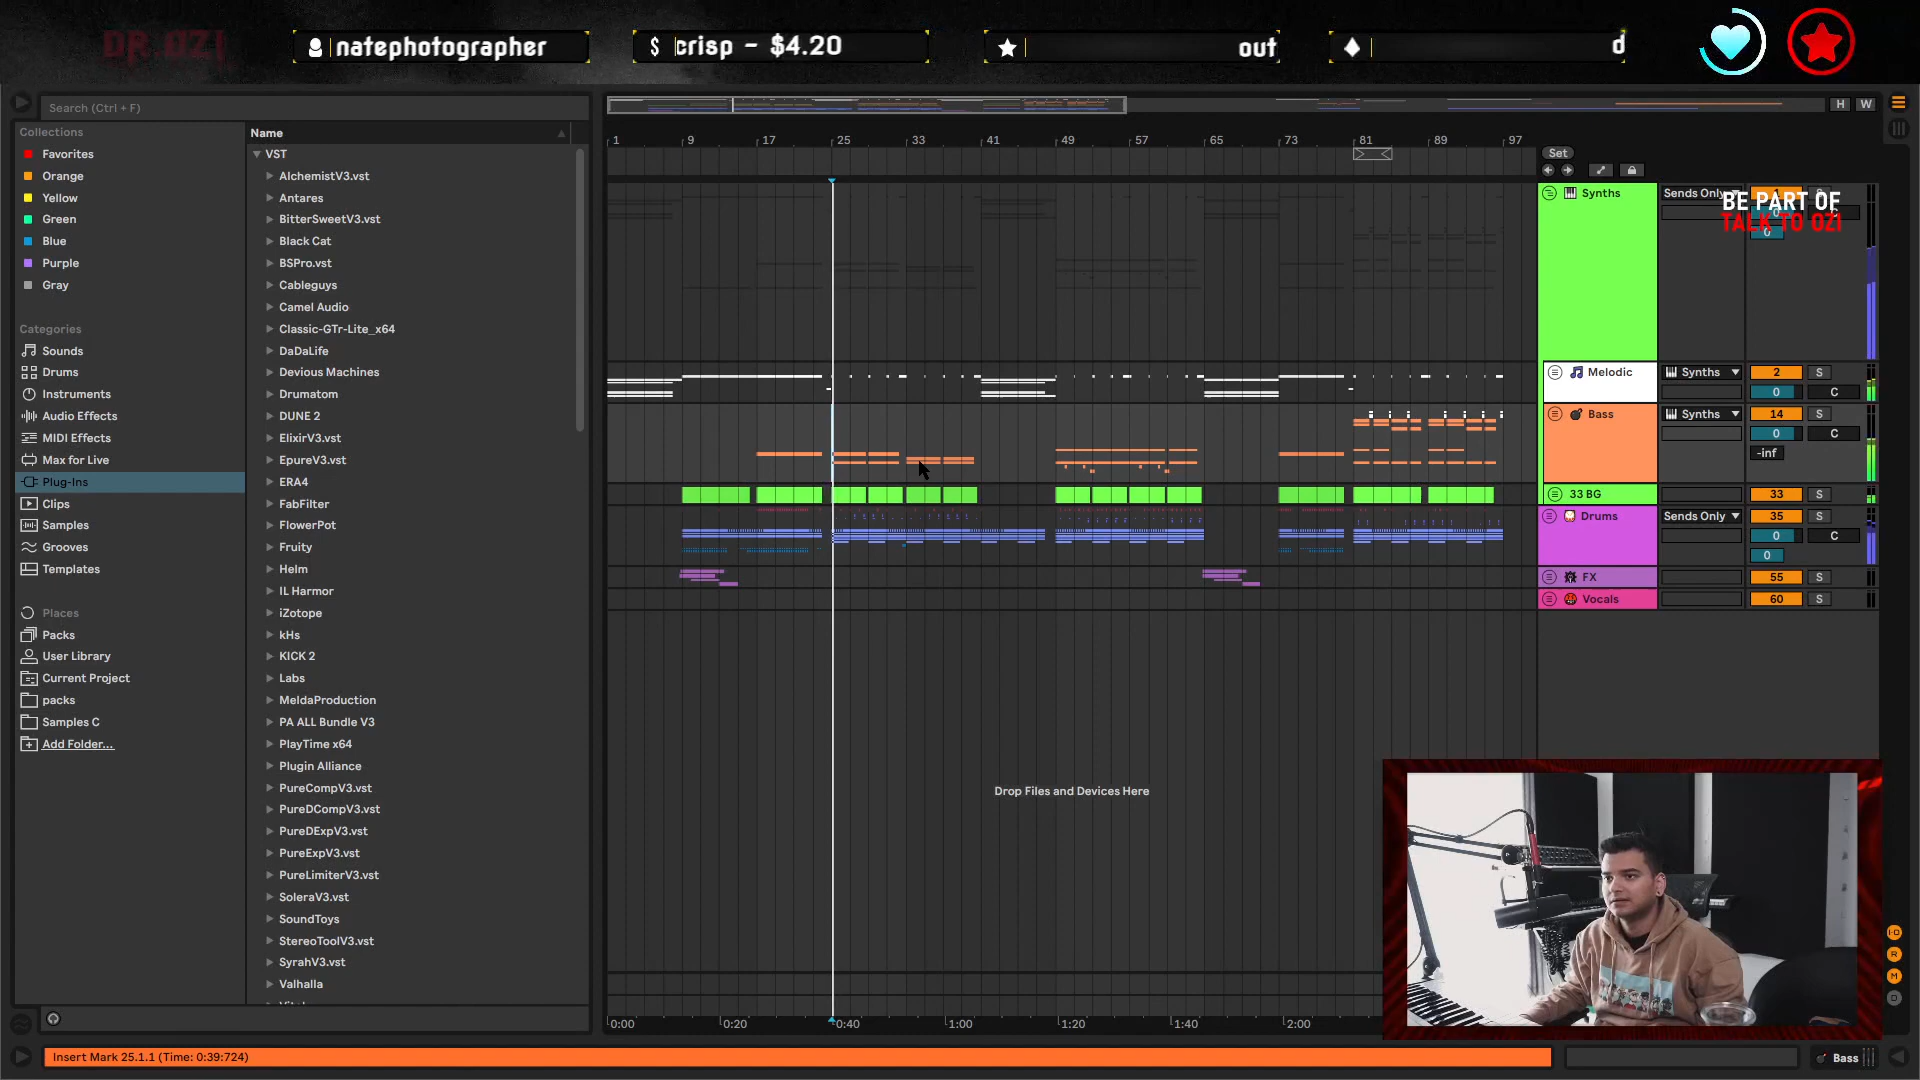 DR.OZI
natephotographer
$ crisp - $4.20
out
d
Search (Ctrl + F)
H W
Collections
Favorites
Orange
Yellow
Green
Blue
Purple
Gray
Categories
Sounds
Drums
Instruments
Audio Effects
MIDI Effects
Max for Live
Plug-Ins
Clips
Samples
Grooves
Templates
Places
Packs
User Library
Current Project
packs
Samples C
Add Folder...
Name
VST
AlchemistV3.vst
Antares
BitterSweetV3.vst
Black Cat
BSPro.vst
Cableguys
Camel Audio
Classic-GTr-Lite_x64
DaDaLife
Devious Machines
Drumatom
DUNE 2
ElixirV3.vst
EpureV3.vst
ERA4
FabFilter
FlowerPot
Fruity
Helm
IL Harmor
iZotope
kHs
KICK 2
Labs
MeldaProduction
PA ALL Bundle V3
PlayTime x64
Plugin Alliance
PureCompV3.vst
PureDCompV3.vst
PureDExpV3.vst
PureExpV3.vst
PureLimiterV3.vst
SoleraV3.vst
SoundToys
StereoToolV3.vst
SyrahV3.vst
Valhalla
1 9 17 25 33 41 49 57 65 73 81 89 97
Set
Synths Sends Only
BE PART OF
TALK TO OZI
0
Melodic Synths 2 S
0 C
Bass Synths 14 S
0 C
-inf
33 BG 33 S
Drums Sends Only 35 S
0 C
0
FX 55 S
Vocals 60 S
Drop Files and Devices Here
0:00 0:20 0:40 1:00 1:20 1:40 2:00
Insert Mark 25.1.1 (Time: 0:39:724)
Bass